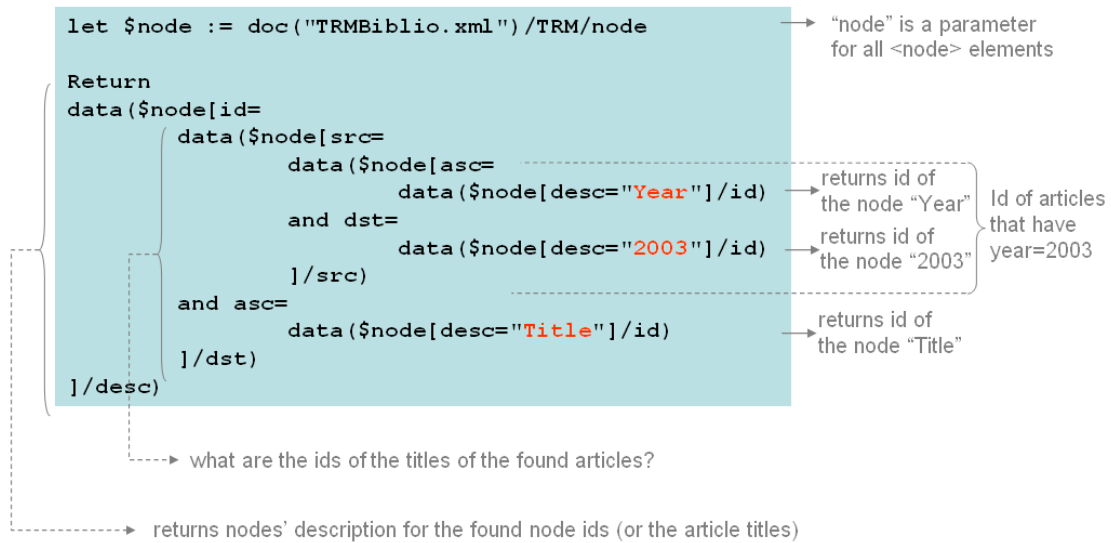 let $node := doc("TRMBiblio.xml")/TRM/node
“node” is a parameter
for all <node> elements
Return
data($node[id=
data($node[src=
data($node[asc=
data($node[desc="Year"]/id)
returns id of
the node “Year”
and dst=
data($node[desc="2003"]/id)
returns id of
the node “2003”
Id of articles
that have
year=2003
]/src)
and asc=
data($node[desc="Title"]/id)
returns id of
the node “Title”
]/dst)
]/desc)
what are the ids of the titles of the found articles?
returns nodes’ description for the found node ids (or the article titles)